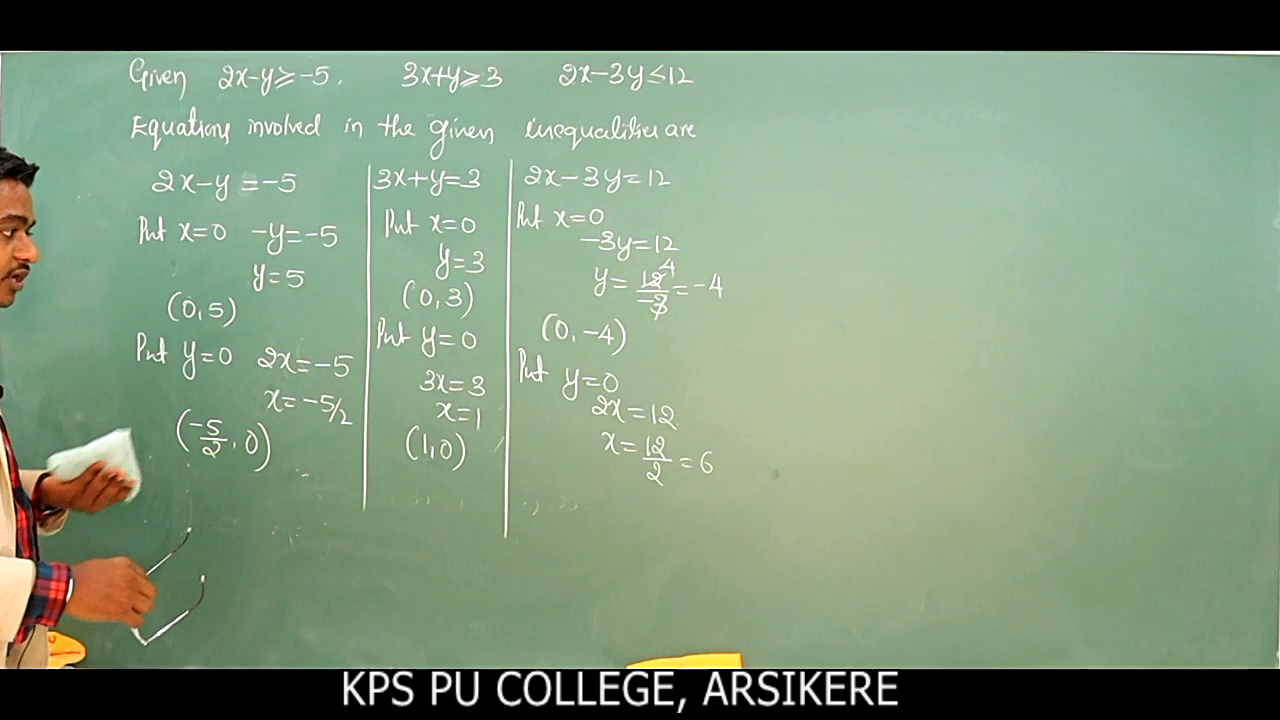 Given 2x-y≥-5. 3x+y≥3 2x-3y≤12
Equations involved in the given inequalities are
2x-y=-5
Put x=0 -y=-5
y=5
(0,5)
Put y=0 2x=-5
x=-5/2
(-5/2, 0)
3x+y=3
Put x=0
y=3
(0,3)
Put y=0
3x=3
x=1
(1,0)
2x-3y=12
Put x=0
-3y=12
y=12/-3 4=-4
(0,-4)
Put y=0
2x=12
x=12/2=6
KPS PU COLLEGE, ARSIKERE